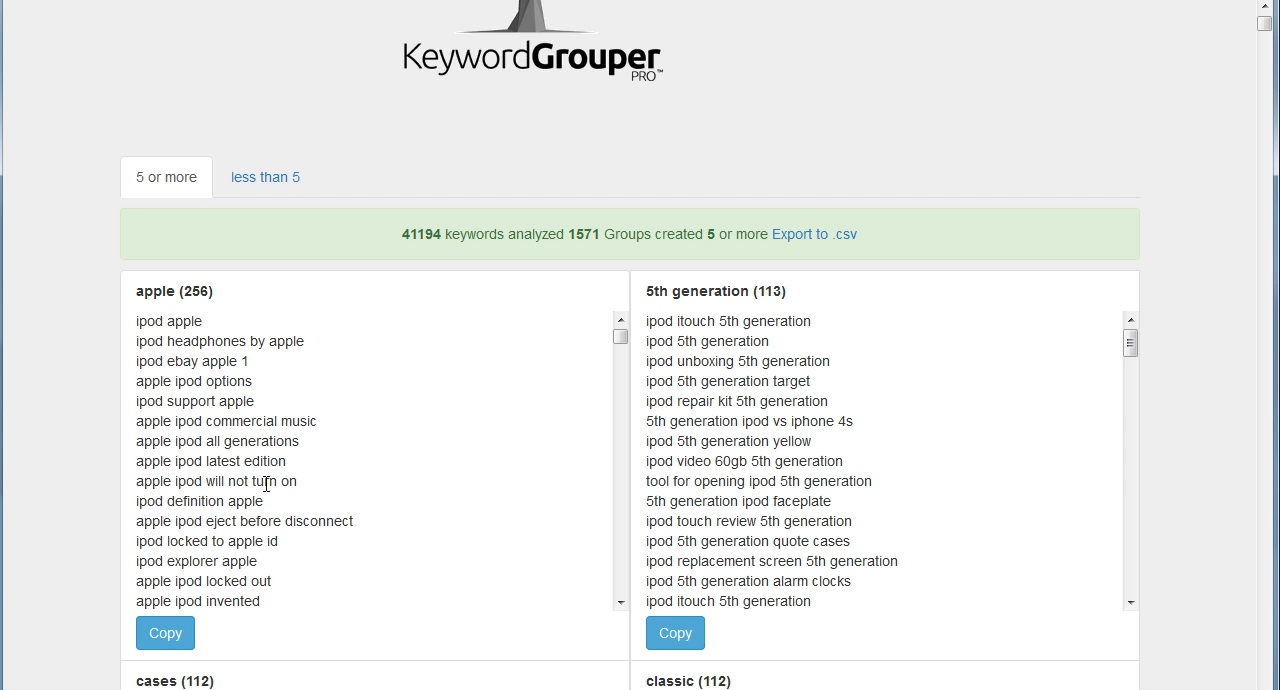 KeywordGrouper
PRO™
5 or more
less than 5
41194 keywords analyzed 1571 Groups created 5 or more Export to .csv
apple (256)
ipod apple
ipod headphones by apple
ipod ebay apple 1
apple ipod options
ipod support apple
apple ipod commercial music
apple ipod all generations
apple ipod latest edition
apple ipod will not turn on
ipod definition apple
apple ipod eject before disconnect
ipod locked to apple id
ipod explorer apple
apple ipod locked out
apple ipod invented
Copy
5th generation (113)
ipod itouch 5th generation
ipod 5th generation
ipod unboxing 5th generation
ipod 5th generation target
ipod repair kit 5th generation
5th generation ipod vs iphone 4s
ipod 5th generation yellow
ipod video 60gb 5th generation
tool for opening ipod 5th generation
5th generation ipod faceplate
ipod touch review 5th generation
ipod 5th generation quote cases
ipod replacement screen 5th generation
ipod 5th generation alarm clocks
ipod itouch 5th generation
Copy
cases (112)
classic (112)